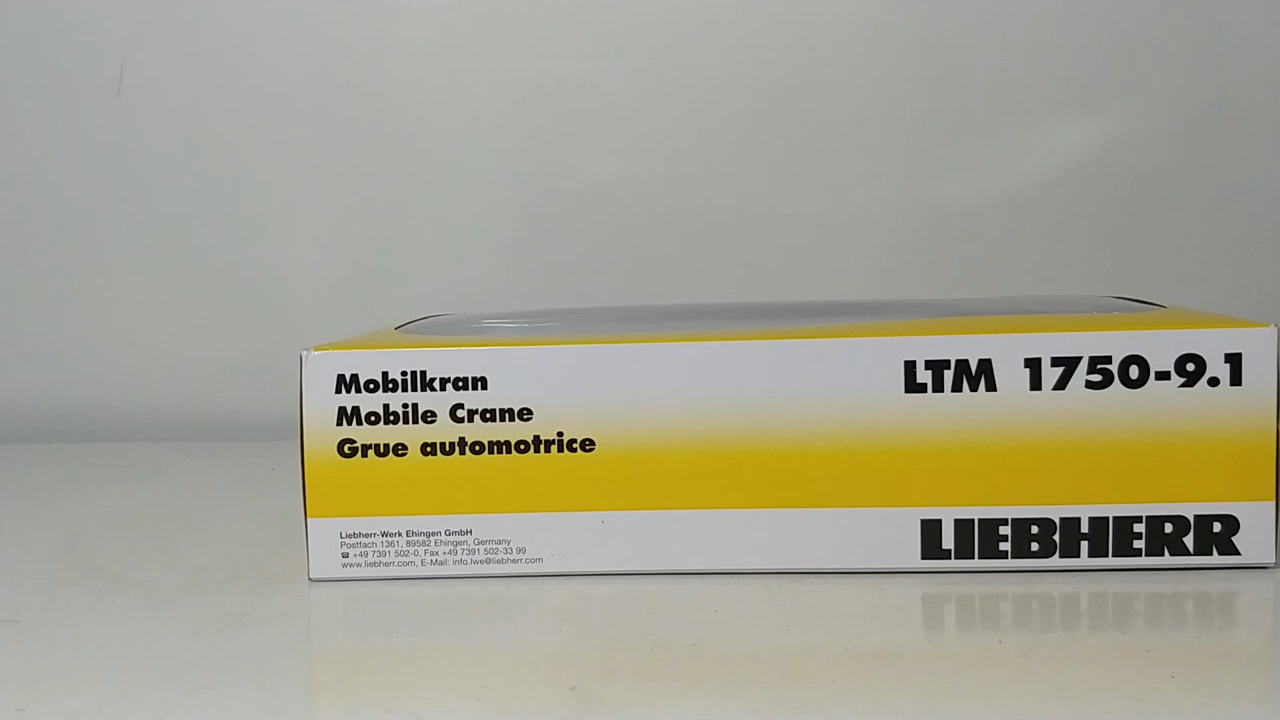 Mobilkran
Mobile Crane
Grue automotrice
LTM 1750-9.1
Liebherr-Werk Ehingen GmbH
Postfach 1361, 89582 Ehingen, Germany
☎ +49 7391 502-0, Fax +49 7391 502-33 99
www.liebherr.com, E-Mail: info.lwe@liebherr.com
LIEBHERR